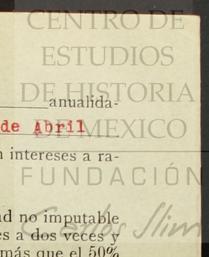 CENTRO DE
ESTUDIOS
DE HISTORIA
DE MEXICO
FUNDACIÓN
Carlos Slim
anualida-
de Abril
n intereses a ra-
ad no imputable
es a dos veces y
más que el 50%